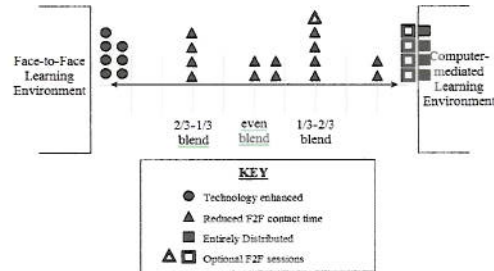 Face-to-Face
Learning
Environment
Computer-
mediated
Learning
Environment
2/3-1/3
blend
even
blend
1/3-2/3
blend
KEY
Technology enhanced
Reduced F2F contact time
Entirely Distributed
Optional F2F sessions